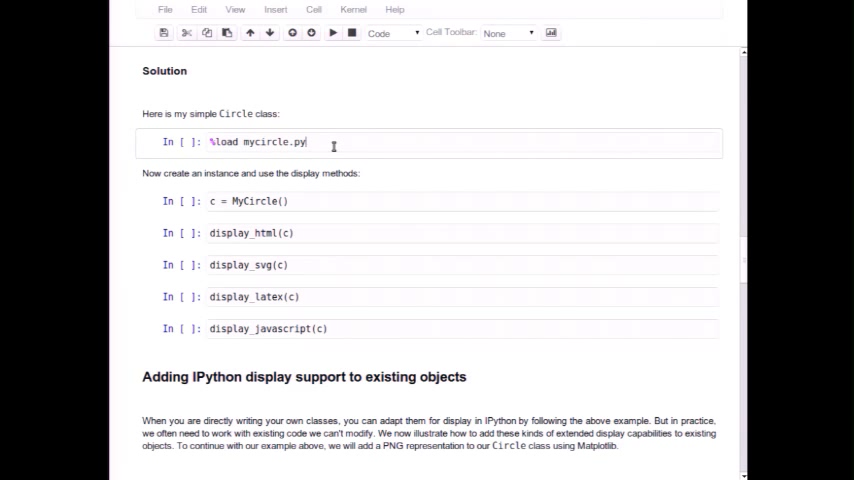 File Edit View Insert Cell Kernel Help
Code Cell Toolbar: None
Solution
Here is my simple Circle class:
In [ ]: %load mycircle.py
Now create an instance and use the display methods:
In [ ]: c = MyCircle()
In [ ]: display_html(c)
In [ ]: display_svg(c)
In [ ]: display_latex(c)
In [ ]: display_javascript(c)
Adding IPython display support to existing objects
When you are directly writing your own classes, you can adapt them for display in IPython by following the above example. But in practice,
we often need to work with existing code we can't modify. We now illustrate how to add these kinds of extended display capabilities to existing
objects. To continue with our example above, we will add a PNG representation to our Circle class using Matplotlib.